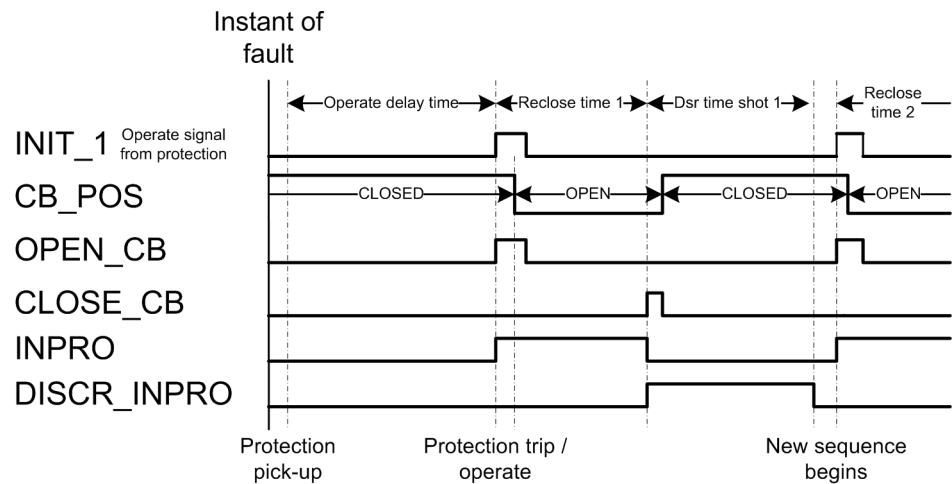 Instant of
fault
Operate delay time
Reclose time 1
Dsr time shot 1
Reclose
time 2
INIT_1
Operate signal
from protection
CB_POS
CLOSED
OPEN
CLOSED
OPEN
OPEN_CB
CLOSE_CB
INPRO
DISCR_INPRO
Protection
pick-up
Protection trip /
operate
New sequence
begins